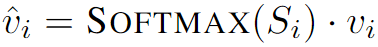 v̂ᵢ = SOFTMAX(Sᵢ) · vᵢ